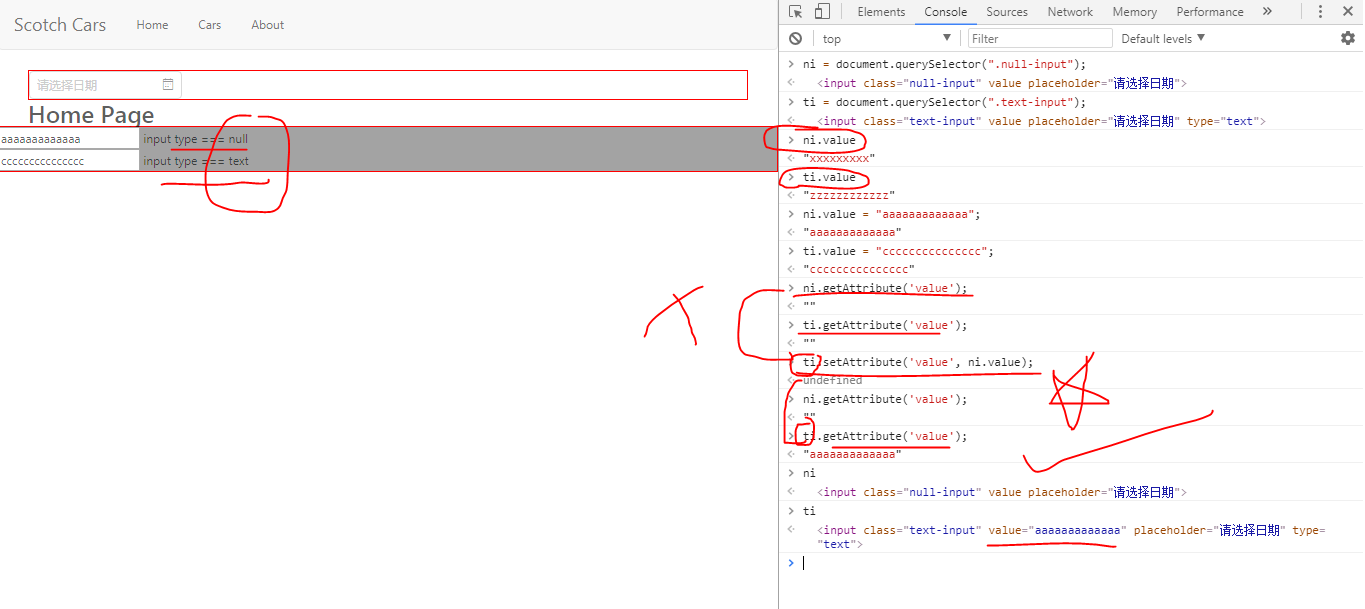 Scotch Cars Home Cars About
请选择日期
Home Page
aaaaaaaaaaaaa input type === null
ccccccccccccccc input type === text
Elements Console Sources Network Memory Performance »
top Filter Default levels
ni = document.querySelector(".null-input");
<input class="null-input" value placeholder="请选择日期">
ti = document.querySelector(".text-input");
<input class="text-input" value placeholder="请选择日期" type="text">
ni.value
"xxxxxxxxx"
ti.value
"zzzzzzzzzzzz"
ni.value = "aaaaaaaaaaaaa";
"aaaaaaaaaaaaa"
ti.value = "ccccccccccccccc";
"ccccccccccccccc"
ni.getAttribute('value');
""
ti.getAttribute('value');
""
ti.setAttribute('value', ni.value);
undefined
ni.getAttribute('value');
""
ti.getAttribute('value');
"aaaaaaaaaaaaa"
ni
<input class="null-input" value placeholder="请选择日期">
ti
<input class="text-input" value="aaaaaaaaaaaaa" placeholder="请选择日期" type=
"text">